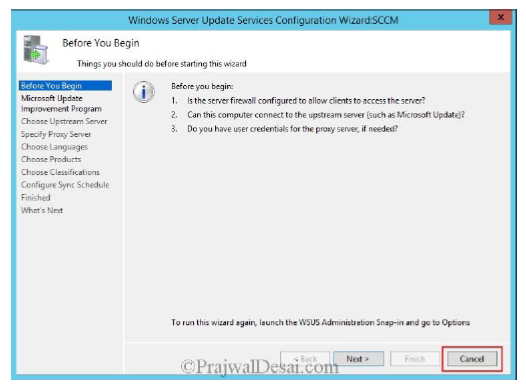 Windows Server Update Services Configuration Wizard:SCCM
x
Before You Begin
Things you should do before starting this wizard
Before You Begin
Microsoft Update
Improvement Program
Choose Upstream Server
Specify Proxy Server
Choose Languages
Choose Products
Choose Classifications
Configure Sync Schedule
Finished
What's Next
Before you begin:
1. Is the server firewall configured to allow clients to access the server?
2. Can this computer connect to the upstream server (such as Microsoft Update)?
3. Do you have user credentials for the proxy server, if needed?
To run this wizard again, launch the WSUS Administration Snap-in and go to Options
< Back Next > Finish Cancel
©PrajwalDesai.com